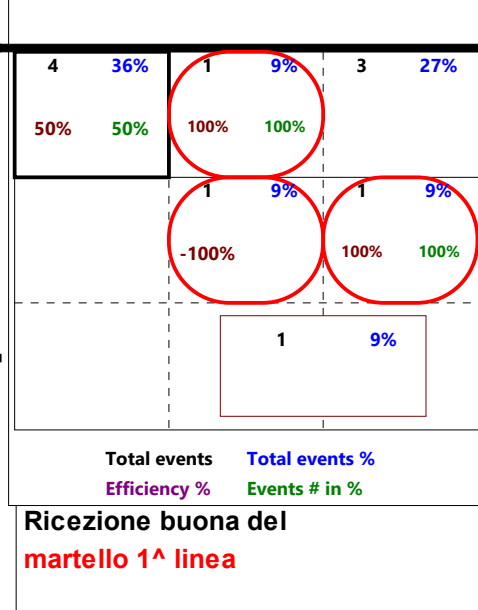 4 36% 1 9% 3 27%
50% 50% 100% 100%
1 9% 1 9%
-100% 100% 100%
1 9%
Total events Total events %
Efficiency % Events # in %
Ricezione buona del
martello 1^ linea